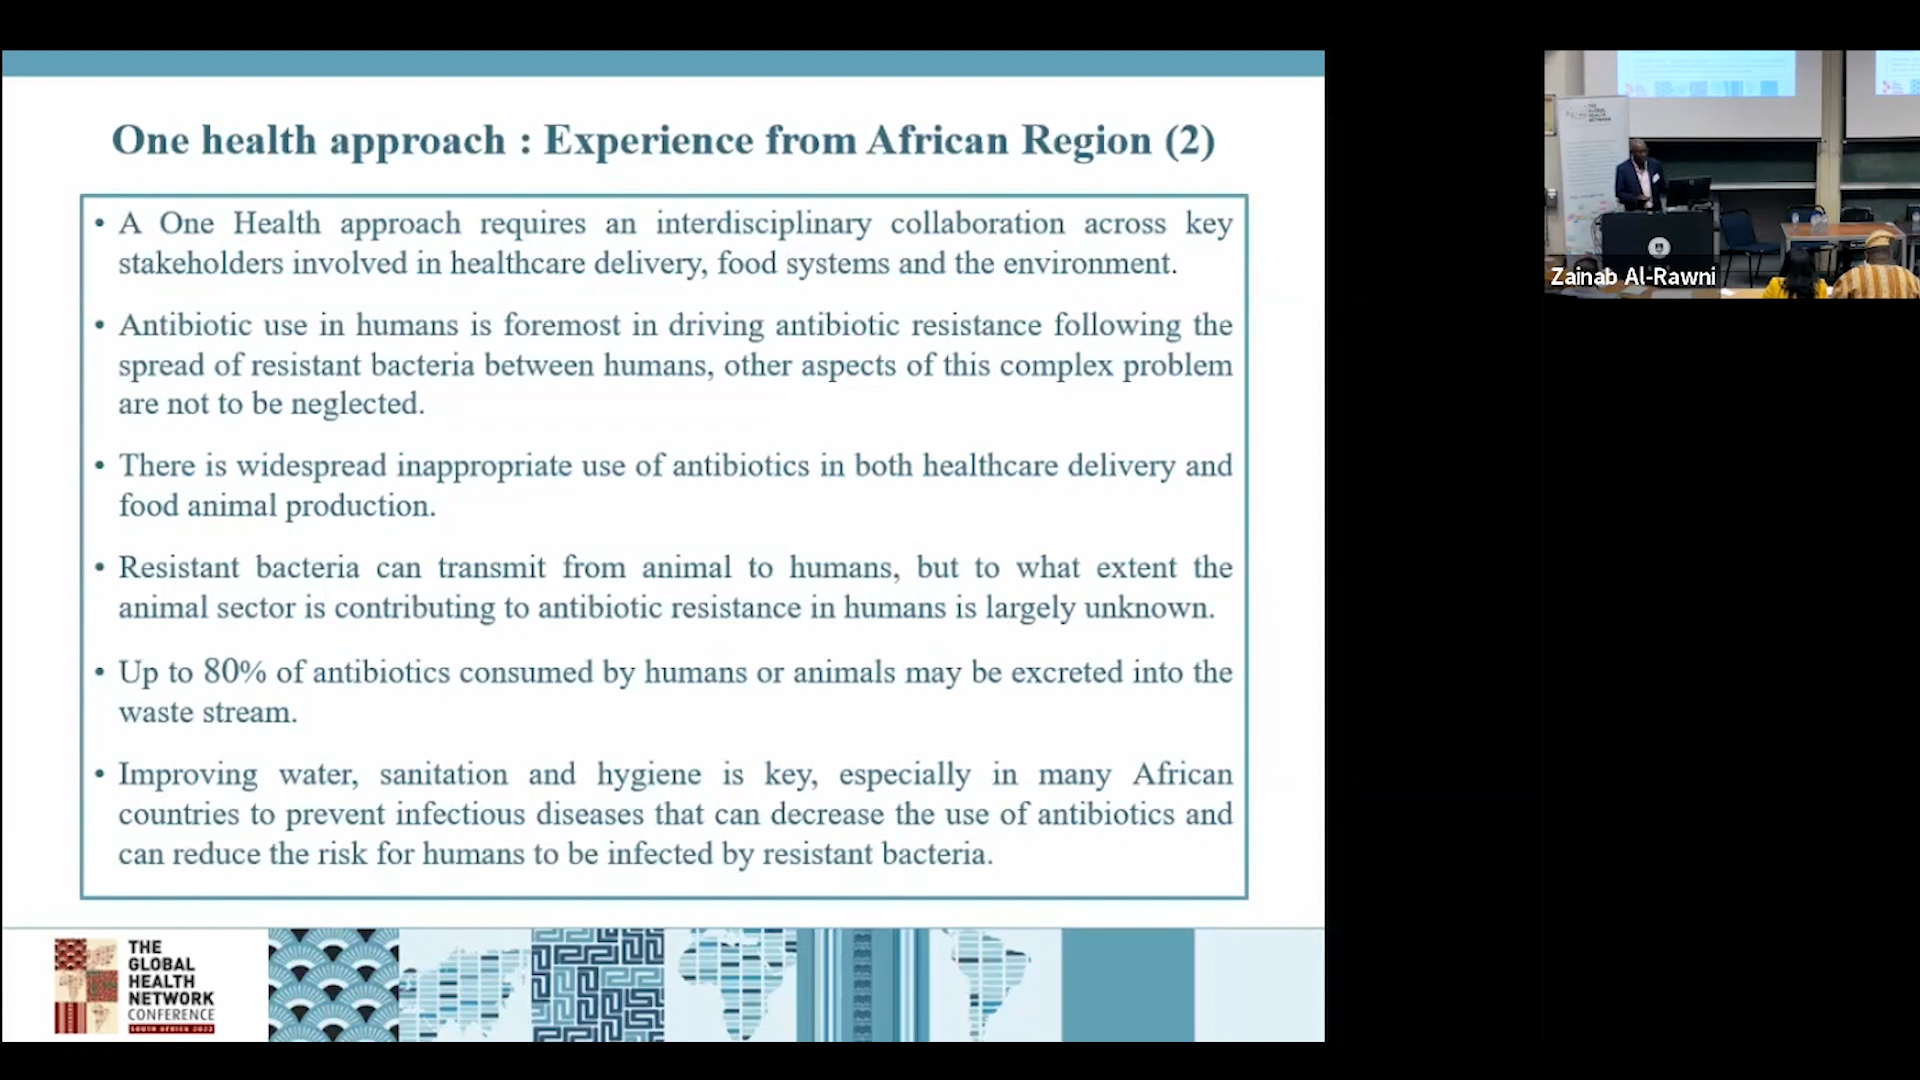 One health approach : Experience from African Region (2)
• A One Health approach requires an interdisciplinary collaboration across key
stakeholders involved in healthcare delivery, food systems and the environment.
• Antibiotic use in humans is foremost in driving antibiotic resistance following the
spread of resistant bacteria between humans, other aspects of this complex problem
are not to be neglected.
• There is widespread inappropriate use of antibiotics in both healthcare delivery and
food animal production.
• Resistant bacteria can transmit from animal to humans, but to what extent the
animal sector is contributing to antibiotic resistance in humans is largely unknown.
• Up to 80% of antibiotics consumed by humans or animals may be excreted into the
waste stream.
• Improving water, sanitation and hygiene is key, especially in many African
countries to prevent infectious diseases that can decrease the use of antibiotics and
can reduce the risk for humans to be infected by resistant bacteria.
THE
GLOBAL
HEALTH
NETWORK
CONFERENCE
SOUTH AFRICA 2022
THE
GLOBAL
HEALTH
NETWORK
Zainab Al-Rawni